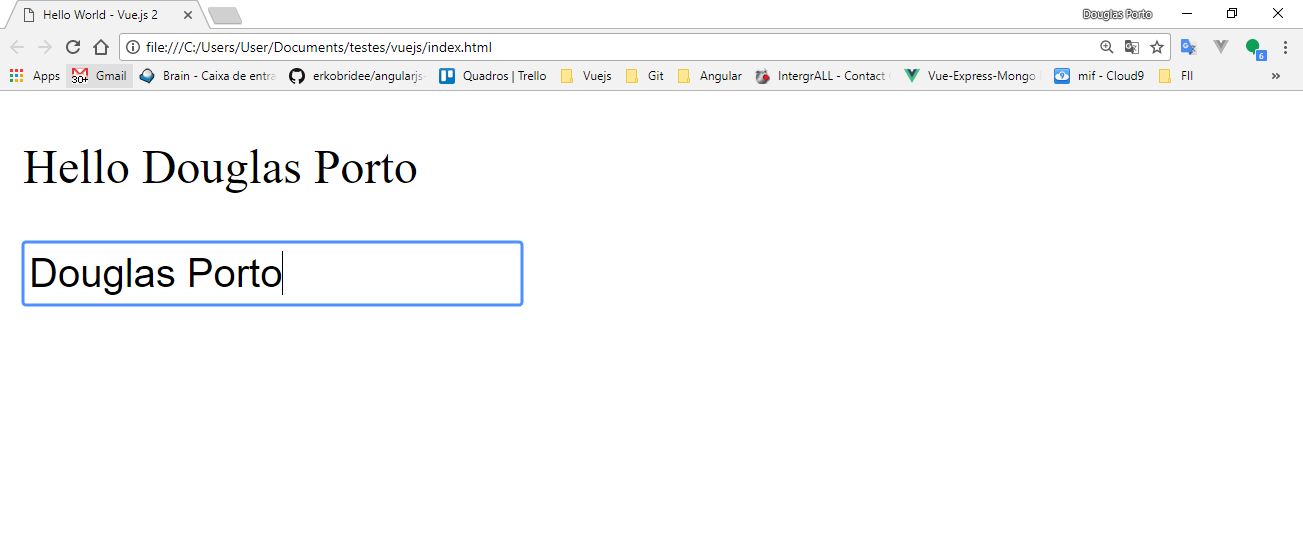 Hello World - Vue.js 2
Douglas Porto
file:///C:/Users/User/Documents/testes/vuejs/index.html
Apps 304 Gmail Brain - Caixa de entra erkobridee/angularjs- Quadros | Trello Vuejs Git Angular IntergrALL - Contact Vue-Express-Mongo mif - Cloud9 FII »
6
Hello Douglas Porto
Douglas Porto